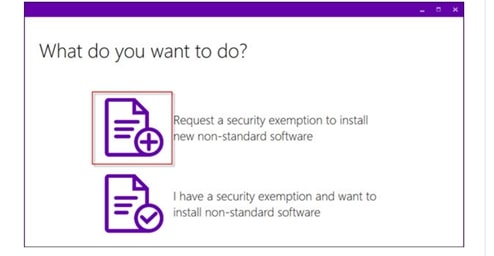 What do you want to do?
Request a security exemption to install
new non-standard software
I have a security exemption and want to
install non-standard software